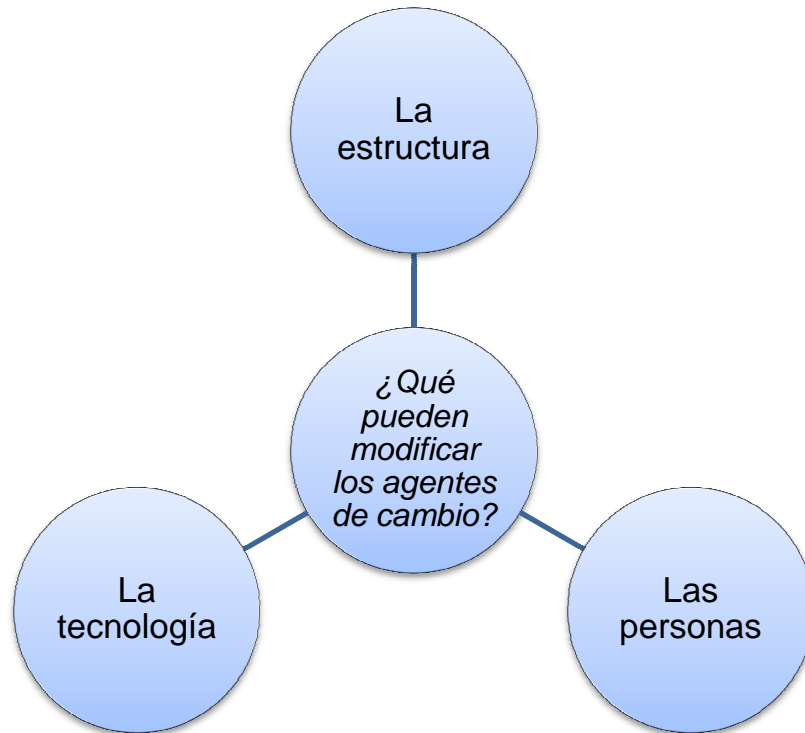 La
estructura
¿Qué
pueden
modificar
los agentes
de cambio?
La
tecnología
Las
personas